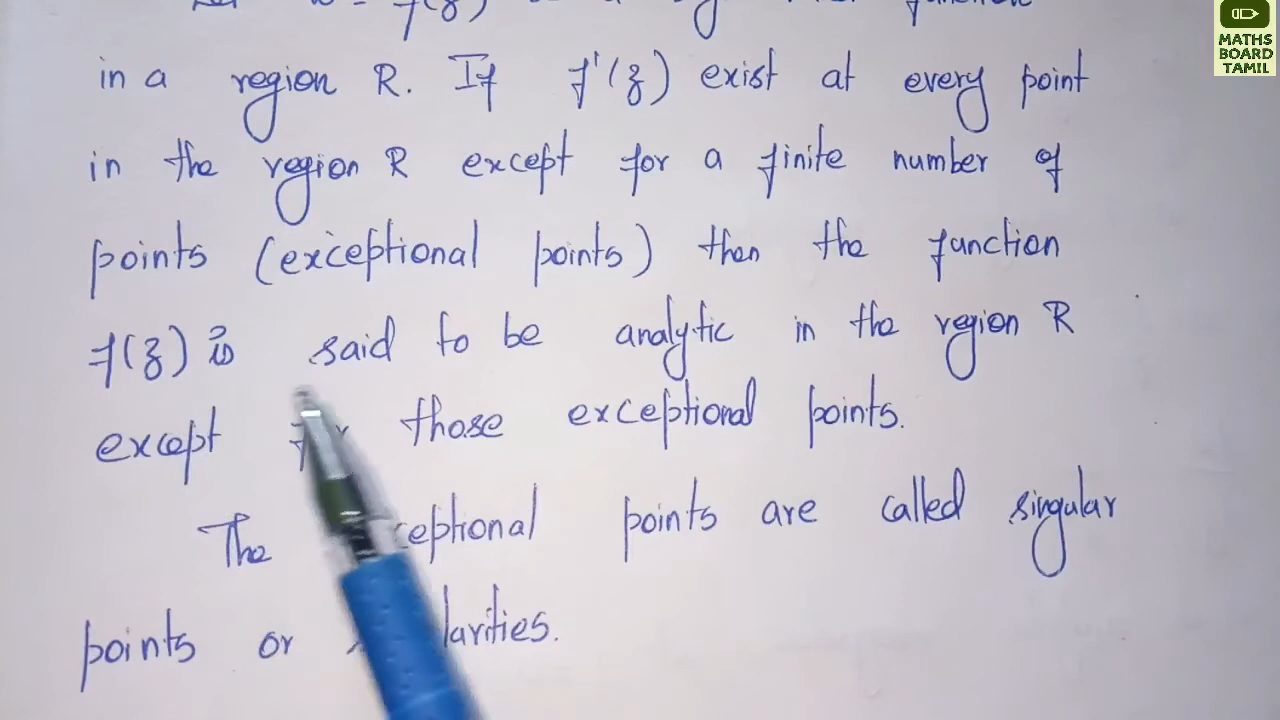 function
in a region R. If f'(z) exist at every point
in the region R except for a finite number of
points (exceptional points) then the function
f(z) is said to be analytic in the region R
except those exceptional points.
The points are called singular
points or
MATHS
BOARD
TAMIL